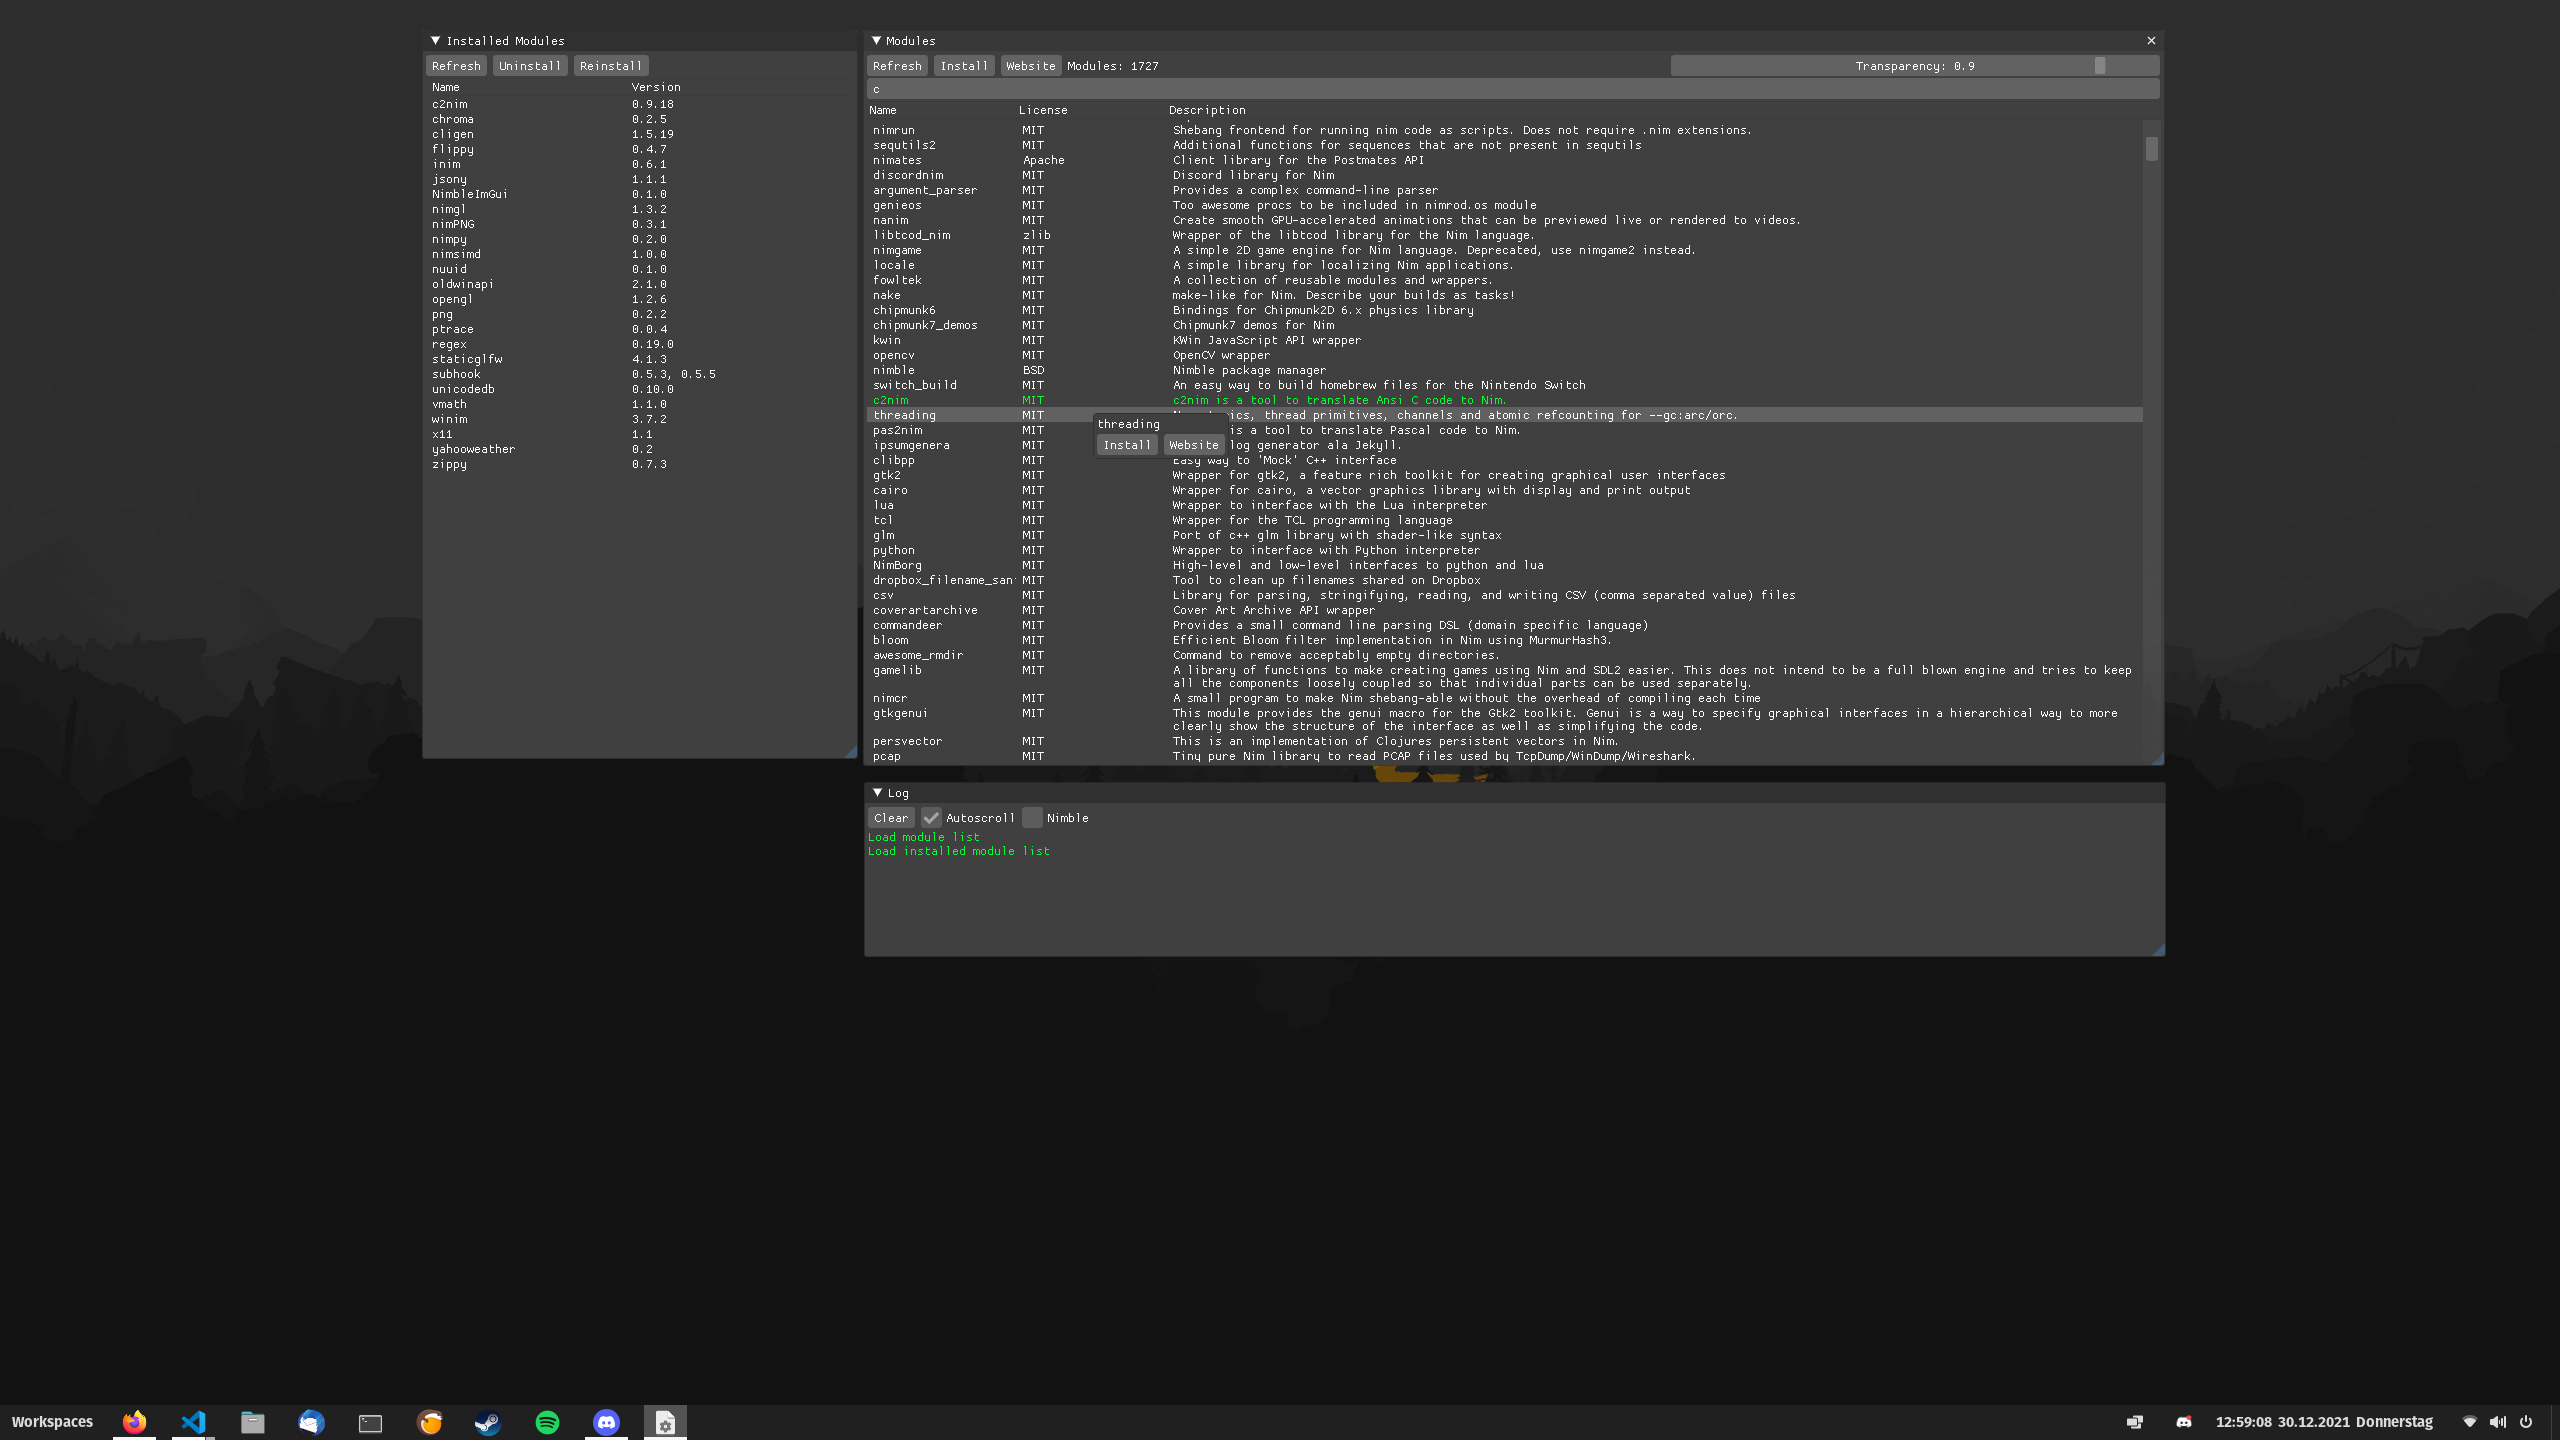 Installed Modules
Refresh Uninstall Reinstall
Name Version
c2nim 0.9.18
chroma 0.2.5
cligen 1.5.19
flippy 0.4.7
inim 0.6.1
jsony 1.1.1
NimbleImGui 0.1.0
nimgl 1.3.2
nimPNG 0.3.1
nimpy 0.2.0
nimsimd 1.0.0
nuuid 0.1.0
oldwinapi 2.1.0
opengl 1.2.6
png 0.2.2
ptrace 0.0.4
regex 0.19.0
staticglfw 4.1.3
subhook 0.5.3, 0.5.5
unicodedb 0.10.0
vmath 1.1.0
winim 3.7.2
x11 1.1
yahooweather 0.2
zippy 0.7.3
Modules
Refresh Install Website Modules: 1727 Transparency: 0.9
c
Name License Description
nimrun MIT Shebang frontend for running nim code as scripts. Does not require .nim extensions.
sequtils2 MIT Additional functions for sequences that are not present in sequtils
nimates Apache Client library for the Postmates API
discordnim MIT Discord library for Nim
argument_parser MIT Provides a complex command-line parser
genieos MIT Too awesome procs to be included in nimrod.os module
nanim MIT Create smooth GPU-accelerated animations that can be previewed live or rendered to videos.
libtcod_nim zlib Wrapper of the libtcod library for the Nim language.
nimgame MIT A simple 2D game engine for Nim language. Deprecated, use nimgame2 instead.
locale MIT A simple library for localizing Nim applications.
fowltek MIT A collection of reusable modules and wrappers.
nake MIT make-like for Nim. Describe your builds as tasks!
chipmunk6 MIT Bindings for Chipmunk2D 6.x physics library
chipmunk7_demos MIT Chipmunk7 demos for Nim
kwin MIT KWin JavaScript API wrapper
opencv MIT OpenCV wrapper
nimble BSD Nimble package manager
switch_build MIT An easy way to build homebrew files for the Nintendo Switch
c2nim MIT c2nim is a tool to translate Ansi C code to Nim.
threading MIT thread primitives, channels and atomic refcounting for --gc:arc/orc.
pas2nim MIT is a tool to translate Pascal code to Nim.
ipsumgenera MIT generator ala Jekyll.
clibpp MIT Easy way to 'Mock' C++ interface
gtk2 MIT Wrapper for gtk2, a feature rich toolkit for creating graphical user interfaces
cairo MIT Wrapper for cairo, a vector graphics library with display and print output
lua MIT Wrapper to interface with the Lua interpreter
tcl MIT Wrapper for the TCL programming language
glm MIT Port of c++ glm library with shader-like syntax
python MIT Wrapper to interface with Python interpreter
NimBorg MIT High-level and low-level interfaces to python and lua
dropbox_filename_san MIT Tool to clean up filenames shared on Dropbox
csv MIT Library for parsing, stringifying, reading, and writing CSV (comma separated value) files
coverartarchive MIT Cover Art Archive API wrapper
commandeer MIT Provides a small command line parsing DSL (domain specific language)
bloom MIT Efficient Bloom filter implementation in Nim using MurmurHash3.
awesome_rmdir MIT Command to remove acceptably empty directories.
gamelib MIT A library of functions to make creating games using Nim and SDL2 easier. This does not intend to be a full blown engine and tries to keep
all the components loosely coupled so that individual parts can be used separately.
nimcr MIT A small program to make Nim shebang-able without the overhead of compiling each time
gtkgenui MIT This module provides the genui macro for the Gtk2 toolkit. Genui is a way to specify graphical interfaces in a hierarchical way to more
clearly show the structure of the interface as well as simplifying the code.
persvector MIT This is an implementation of Clojures persistent vectors in Nim.
pcap MIT Tiny pure Nim library to read PCAP files used by TcpDump/WinDump/Wireshark.
threading
Install Website
Log
Clear Autoscroll Nimble
Load module list
Load installed module list
Workspaces 12:59:08 30.12.2021 Donnerstag